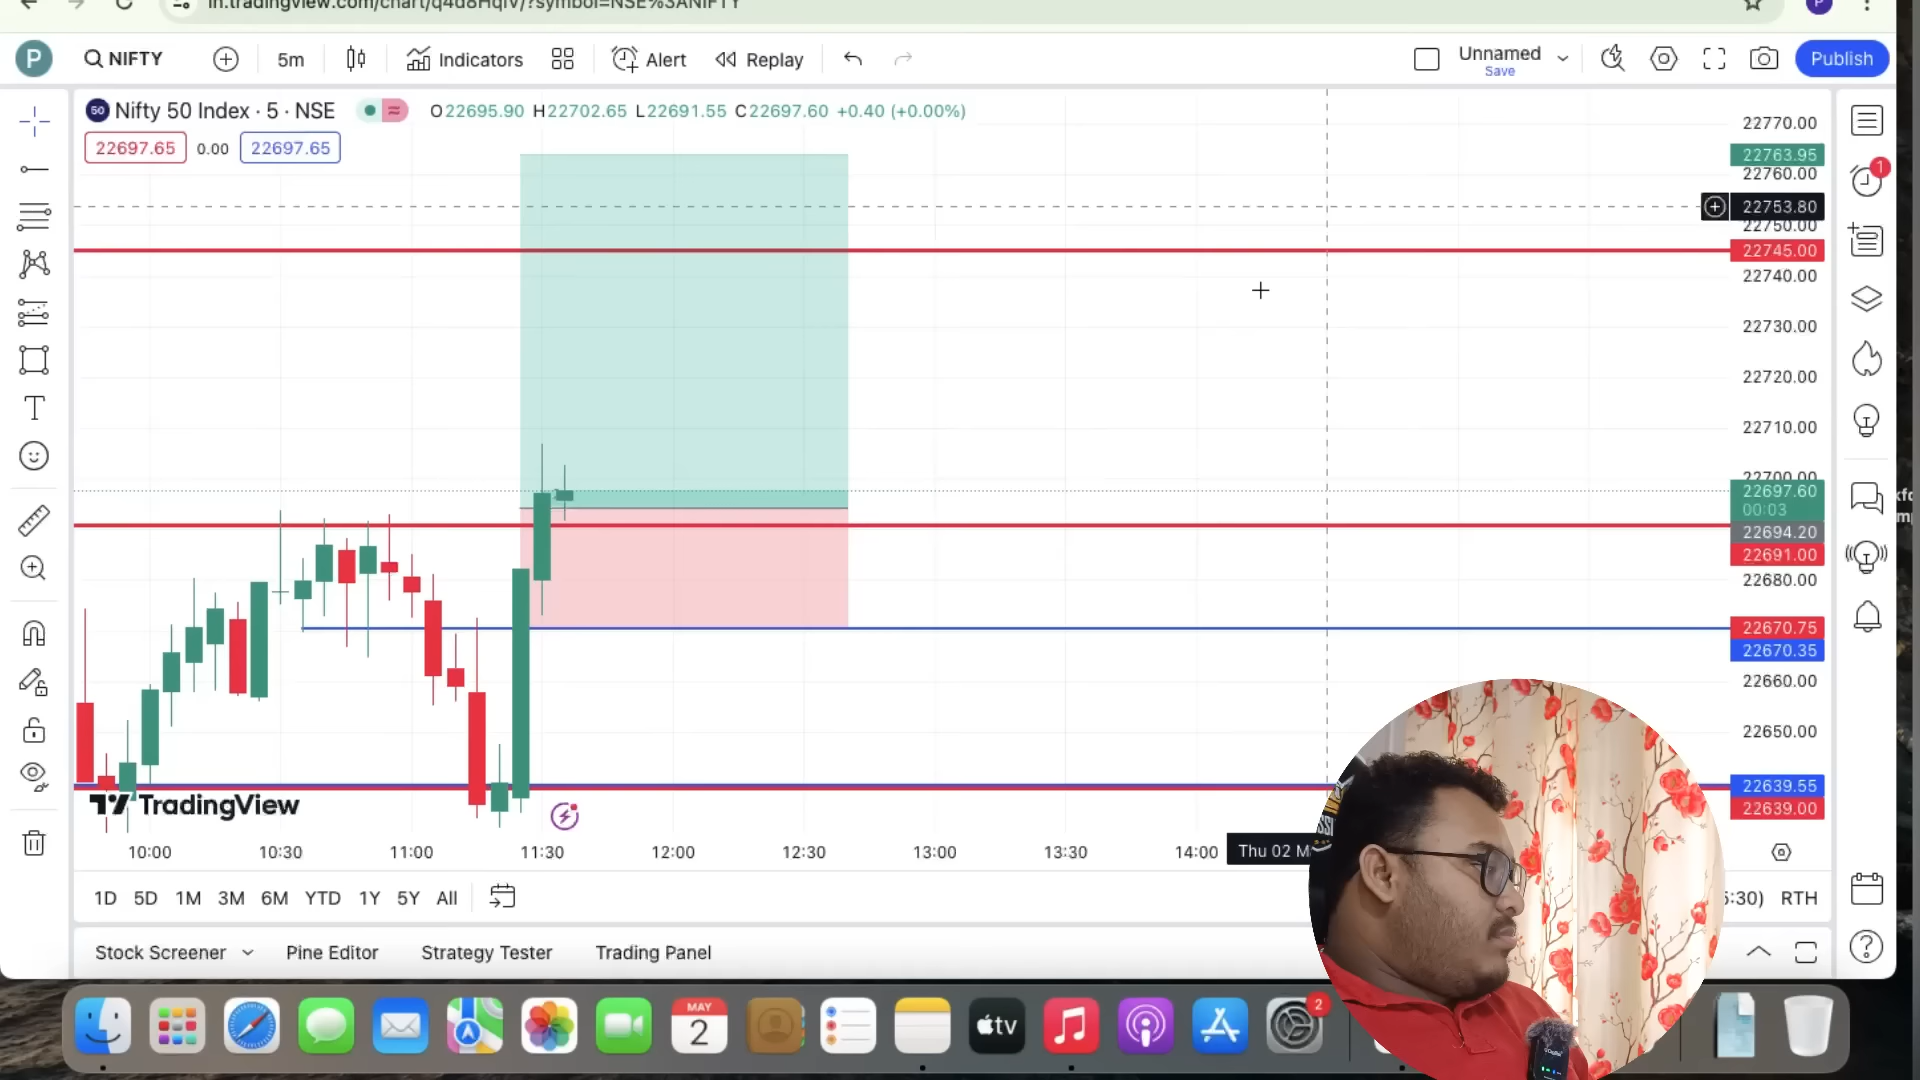 in.tradingview.com/chart/q4d8HqIv/?symbol=NSE%3ANIFTY
P
P
NIFTY
5m
Indicators
Alert
Replay
Unnamed
Save
Publish
50
Nifty 50 Index · 5 · NSE
O22695.90 H22702.65 L22691.55 C22697.60 +0.40 (+0.00%)
22697.65
0.00
22697.65
22770.00
22763.95
22760.00
22753.80
22750.00
22745.00
22740.00
22730.00
22720.00
22710.00
22700.00
22697.60
00:03
22694.20
22691.00
22680.00
22670.75
22670.35
22660.00
22650.00
22639.55
22639.00
1
T
TradingView
10:00
10:30
11:00
11:30
12:00
12:30
13:00
13:30
14:00
Thu 02 M
1D
5D
1M
3M
6M
YTD
1Y
5Y
All
5:30)
RTH
Stock Screener
Pine Editor
Strategy Tester
Trading Panel
MAY
2
tv
2